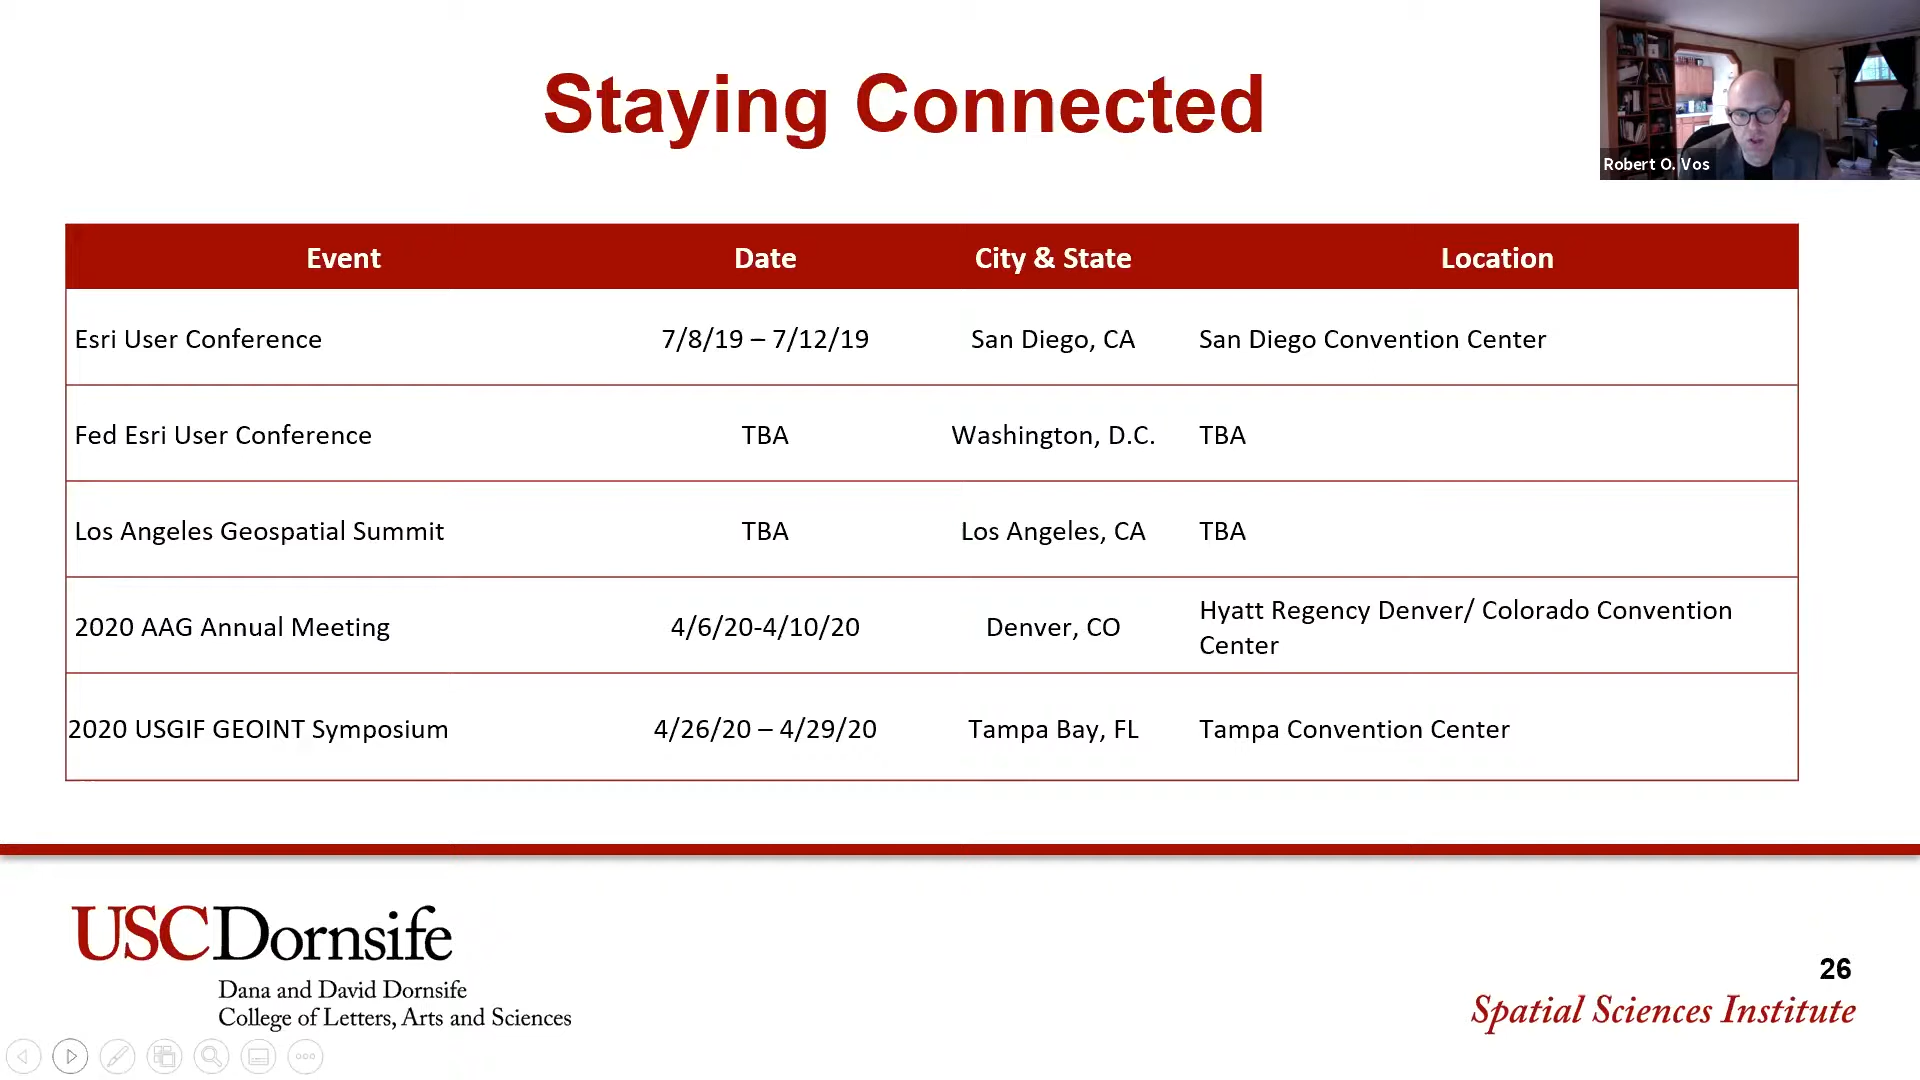 Staying Connected
Robert O. Vos
Event Date City & State Location
Esri User Conference 7/8/19 – 7/12/19 San Diego, CA San Diego Convention Center
Fed Esri User Conference TBA Washington, D.C. TBA
Los Angeles Geospatial Summit TBA Los Angeles, CA TBA
2020 AAG Annual Meeting 4/6/20-4/10/20 Denver, CO Hyatt Regency Denver/ Colorado Convention
Center
2020 USGIF GEOINT Symposium 4/26/20 – 4/29/20 Tampa Bay, FL Tampa Convention Center
USCDornsife
Dana and David Dornsife
College of Letters, Arts and Sciences
26
Spatial Sciences Institute